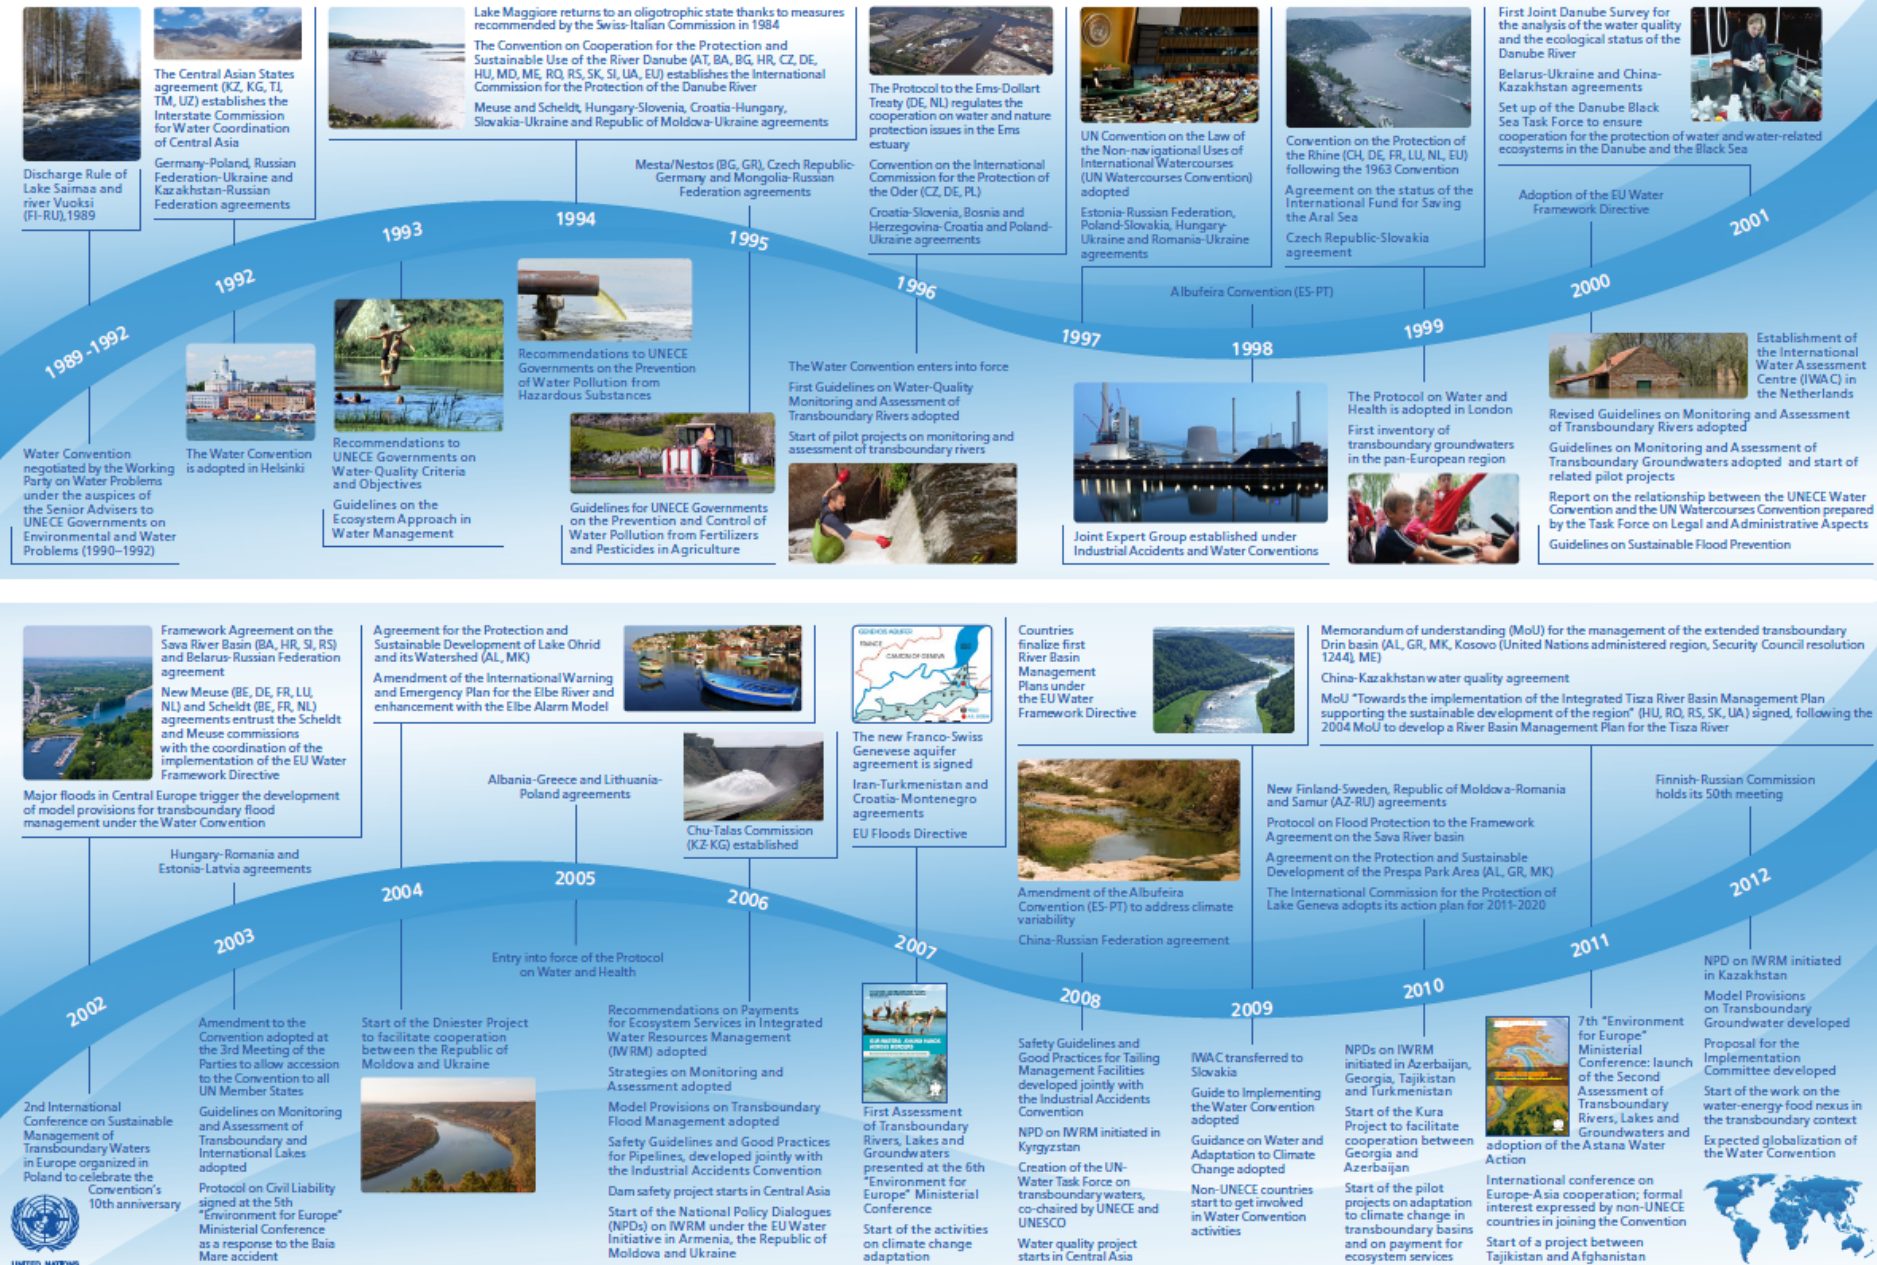 Discharge Rule of
Lake Saimaa and
river Vuoksi
(FI-RU),1989
The Central Asian States
agreement (KZ, KG, TJ,
TM, UZ) establishes the
Interstate Commission
for Water Coordination
of Central Asia
Germany-Poland, Russian
Federation-Ukraine and
Kazakhstan-Russian
Federation agreements
Lake Maggiore returns to an oligotrophic state thanks to measures
recommended by the Swiss-Italian Commission in 1984
The Convention on Cooperation for the Protection and
Sustainable Use of the River Danube (AT, BA, BG, HR, CZ, DE,
HU, MD, ME, RO, RS, SK, SI, UA, EU) establishes the International
Commission for the Protection of the Danube River
Meuse and Scheldt, Hungary-Slovenia, Croatia-Hungary,
Slovakia-Ukraine and Republic of Moldova-Ukraine agreements
Mesta/Nestos (BG, GR), Czech Republic-
Germany and Mongolia-Russian
Federation agreements
The Protocol to the Ems-Dollart
Treaty (DE, NL) regulates the
cooperation on water and nature
protection issues in the Ems
estuary
Convention on the International
Commission for the Protection of
the Oder (CZ, DE, PL)
Croatia-Slovenia, Bosnia and
Herzegovina-Croatia and Poland-
Ukraine agreements
UN Convention on the Law of
the Non-navigational Uses of
International Watercourses
(UN Watercourses Convention)
adopted
Estonia-Russian Federation,
Poland-Slovakia, Hungary-
Ukraine and Romania-Ukraine
agreements
Albufeira Convention (ES-PT)
Convention on the Protection of
the Rhine (CH, DE, FR, LU, NL, EU)
following the 1963 Convention
Agreement on the status of the
International Fund for Saving
the Aral Sea
Czech Republic-Slovakia
agreement
First Joint Danube Survey for
the analysis of the water quality
and the ecological status of the
Danube River
Belarus-Ukraine and China-
Kazakhstan agreements
Set up of the Danube Black
Sea Task Force to ensure
cooperation for the protection of water and water-related
ecosystems in the Danube and the Black Sea
Adoption of the EU Water
Framework Directive
1989-1992
1992
1993
1994
1995
1996
1997
1998
1999
2000
2001
Water Convention
negotiated by the Working
Party on Water Problems
under the auspices of
the Senior Advisers to
UNECE Governments on
Environmental and Water
Problems (1990–1992)
The Water Convention
is adopted in Helsinki
Recommendations to
UNECE Governments on
Water-Quality Criteria
and Objectives
Guidelines on the
Ecosystem Approach in
Water Management
Recommendations to UNECE
Governments on the Prevention
of Water Pollution from
Hazardous Substances
Guidelines for UNECE Governments
on the Prevention and Control of
Water Pollution from Fertilizers
and Pesticides in Agriculture
The Water Convention enters into force
First Guidelines on Water-Quality
Monitoring and Assessment of
Transboundary Rivers adopted
Start of pilot projects on monitoring and
assessment of transboundary rivers
Joint Expert Group established under
Industrial Accidents and Water Conventions
The Protocol on Water and
Health is adopted in London
First inventory of
transboundary groundwaters
in the pan-European region
Establishment of
the International
Water Assessment
Centre (IWAC) in
the Netherlands
Revised Guidelines on Monitoring and Assessment
of Transboundary Rivers adopted
Guidelines on Monitoring and Assessment of
Transboundary Groundwaters adopted and start of
related pilot projects
Report on the relationship between the UNECE Water
Convention and the UN Watercourses Convention prepared
by the Task Force on Legal and Administrative Aspects
Guidelines on Sustainable Flood Prevention
Framework Agreement on the
Sava River Basin (BA, HR, SI, RS)
and Belarus-Russian Federation
agreement
New Meuse (BE, DE, FR, LU,
NL) and Scheldt (BE, FR, NL)
agreements entrust the Scheldt
and Meuse commissions
with the coordination of the
implementation of the EU Water
Framework Directive
Major floods in Central Europe trigger the development
of model provisions for transboundary flood
management under the Water Convention
Hungary-Romania and
Estonia-Latvia agreements
Agreement for the Protection and
Sustainable Development of Lake Ohrid
and its Watershed (AL, MK)
Amendment of the International Warning
and Emergency Plan for the Elbe River and
enhancement with the Elbe Alarm Model
Albania-Greece and Lithuania-
Poland agreements
Chu-Talas Commission
(KZ-KG) established
GENEVOIS AQUIFER
FRANCE
CANTON OF GENEVA
The new Franco-Swiss
Genevese aquifer
agreement is signed
Iran-Turkmenistan and
Croatia-Montenegro
agreements
EU Floods Directive
Countries
finalize first
River Basin
Management
Plans under
the EU Water
Framework Directive
Amendment of the Albufeira
Convention (ES-PT) to address climate
variability
China-Russian Federation agreement
Memorandum of understanding (MoU) for the management of the extended transboundary
Drin basin (AL, GR, MK, Kosovo (United Nations administered region, Security Council resolution
1244), ME)
China-Kazakhstan water quality agreement
MoU "Towards the implementation of the Integrated Tisza River Basin Management Plan
supporting the sustainable development of the region" (HU, RO, RS, SK, UA) signed, following the
2004 MoU to develop a River Basin Management Plan for the Tisza River
New Finland-Sweden, Republic of Moldova-Romania
and Samur (AZ-RU) agreements
Protocol on Flood Protection to the Framework
Agreement on the Sava River basin
Agreement on the Protection and Sustainable
Development of the Prespa Park Area (AL, GR, MK)
The International Commission for the Protection of
Lake Geneva adopts its action plan for 2011-2020
Finnish-Russian Commission
holds its 50th meeting
2002
2003
2004
2005
2006
2007
2008
2009
2010
2011
2012
2nd International
Conference on Sustainable
Management of
Transboundary Waters
in Europe organized in
Poland to celebrate the
Convention's
10th anniversary
UNITED NATIONS
Amendment to the
Convention adopted at
the 3rd Meeting of the
Parties to allow accession
to the Convention to all
UN Member States
Guidelines on Monitoring
and Assessment of
Transboundary and
International Lakes
adopted
Protocol on Civil Liability
signed at the 5th
"Environment for Europe"
Ministerial Conference
as a response to the Baia
Mare accident
Start of the Dniester Project
to facilitate cooperation
between the Republic of
Moldova and Ukraine
Entry into force of the Protocol
on Water and Health
Recommendations on Payments
for Ecosystem Services in Integrated
Water Resources Management
(IWRM) adopted
Strategies on Monitoring and
Assessment adopted
Model Provisions on Transboundary
Flood Management adopted
Safety Guidelines and Good Practices
for Pipelines, developed jointly with
the Industrial Accidents Convention
Dam safety project starts in Central Asia
Start of the National Policy Dialogues
(NPDs) on IWRM under the EU Water
Initiative in Armenia, the Republic of
Moldova and Ukraine
First Assessment
of Transboundary
Rivers, Lakes and
Groundwaters
presented at the 6th
"Environment for
Europe" Ministerial
Conference
Start of the activities
on climate change
adaptation
Safety Guidelines and
Good Practices for Tailing
Management Facilities
developed jointly with
the Industrial Accidents
Convention
NPD on IWRM initiated in
Kyrgyzstan
Creation of the UN-
Water Task Force on
transboundary waters,
co-chaired by UNECE and
UNESCO
Water quality project
starts in Central Asia
IWAC transferred to
Slovakia
Guide to Implementing
the Water Convention
adopted
Guidance on Water and
Adaptation to Climate
Change adopted
Non-UNECE countries
start to get involved
in Water Convention
activities
NPDs on IWRM
initiated in Azerbaijan,
Georgia, Tajikistan
and Turkmenistan
Start of the Kura
Project to facilitate
cooperation between
Georgia and
Azerbaijan
Start of the pilot
projects on adaptation
to climate change in
transboundary basins
and on payment for
ecosystem services
7th "Environment
for Europe"
Ministerial
Conference: launch
of the Second
Assessment of
Transboundary
Rivers, Lakes and
Groundwaters and
adoption of the Astana Water
Action
International conference on
Europe-Asia cooperation; formal
interest expressed by non-UNECE
countries in joining the Convention
Start of a project between
Tajikistan and Afghanistan
NPD on IWRM initiated
in Kazakhstan
Model Provisions
on Transboundary
Groundwater developed
Proposal for the
Implementation
Committee developed
Start of the work on the
water-energy-food nexus in
the transboundary context
Expected globalization of
the Water Convention